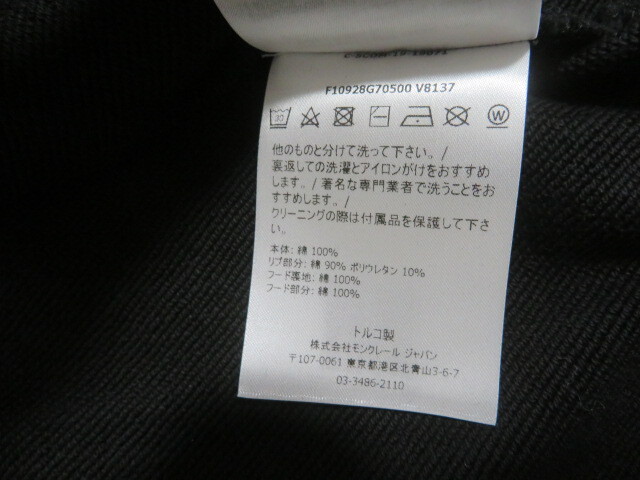 F10928G70500 V8137
30
W
他のものと分けて洗って下さい。/
裏返しての洗濯とアイロンがけをおすすめ
します。/ 著名な専門業者で洗うことをお
すすめします。/
クリーニングの際は付属品を保護して下さ
い。
本体: 綿 100%
リブ部分: 綿 90% ポリウレタン 10%
フード裏地: 綿 100%
フード部分: 綿 100%
トルコ製
株式会社モンクレール ジャパン
〒107-0061 東京都港区北青山3-6-7
03-3486-2110